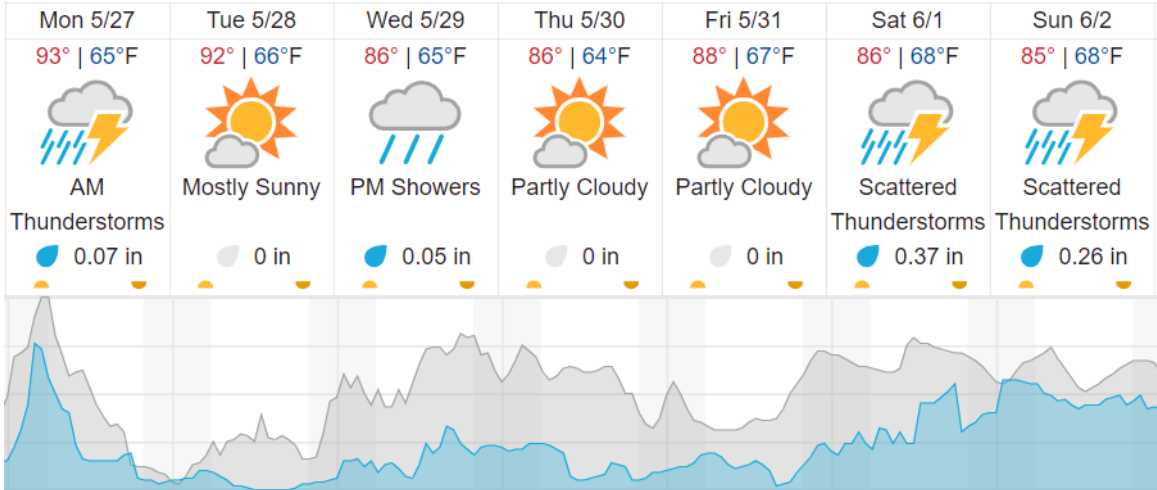 Mon 5/27 Tue 5/28 Wed 5/29 Thu 5/30 Fri 5/31 Sat 6/1 Sun 6/2
93° | 65°F 92° | 66°F 86° | 65°F 86° | 64°F 88° | 67°F 86° | 68°F 85° | 68°F
AM Mostly Sunny PM Showers Partly Cloudy Partly Cloudy Scattered Scattered
Thunderstorms Thunderstorms Thunderstorms
0.07 in 0 in 0.05 in 0 in 0 in 0.37 in 0.26 in